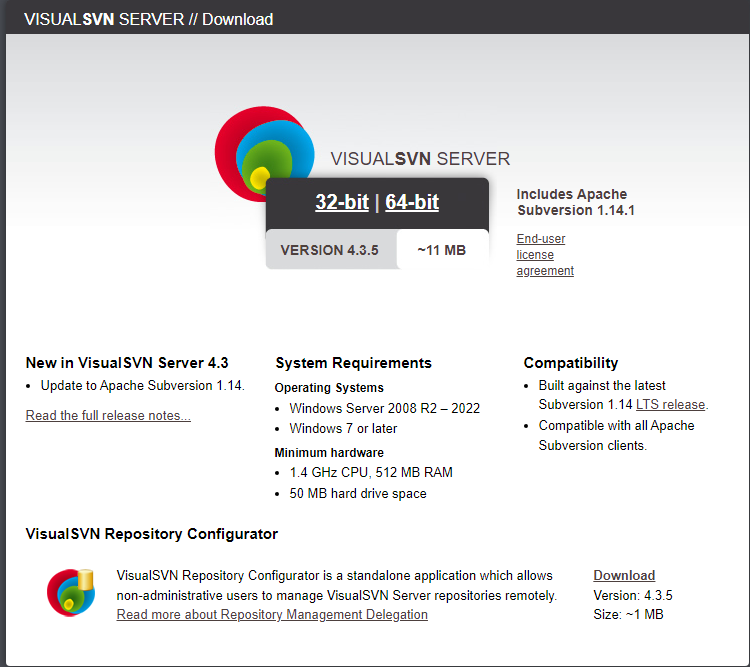 VISUALSVN SERVER // Download
VISUALSVN SERVER
32-bit | 64-bit
VERSION 4.3.5
~11 MB
Includes Apache
Subversion 1.14.1
End-user
license
agreement
New in VisualSVN Server 4.3
Update to Apache Subversion 1.14.
Read the full release notes...
System Requirements
Operating Systems
Windows Server 2008 R2 – 2022
Windows 7 or later
Minimum hardware
1.4 GHz CPU, 512 MB RAM
50 MB hard drive space
Compatibility
Built against the latest
Subversion 1.14 LTS release.
Compatible with all Apache
Subversion clients.
VisualSVN Repository Configurator
VisualSVN Repository Configurator is a standalone application which allows
non-administrative users to manage VisualSVN Server repositories remotely.
Read more about Repository Management Delegation
Download
Version: 4.3.5
Size: ~1 MB